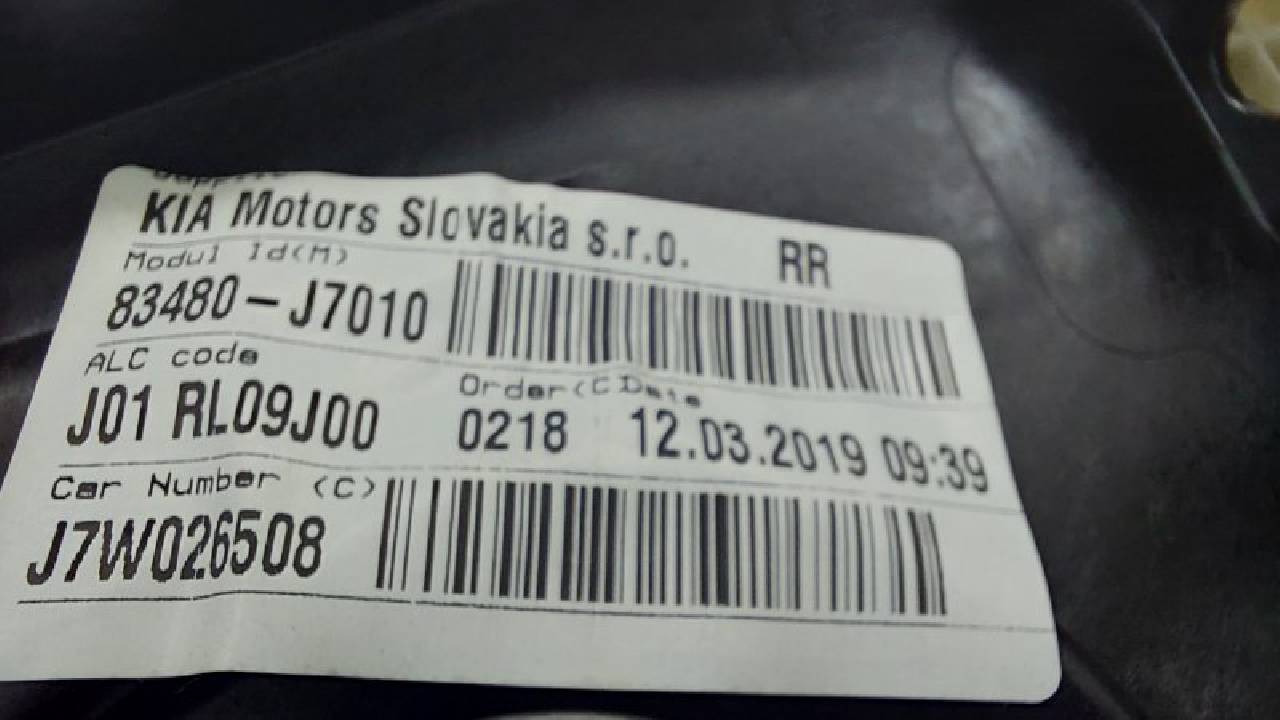 KIA Motors Slovakia s.r.o. RR
Modul Id(M)
83480-J7010
ALC code Order(C Date
J01 RL09J00 0218 12.03.2019 09:39
Car Number (C)
J7W026508